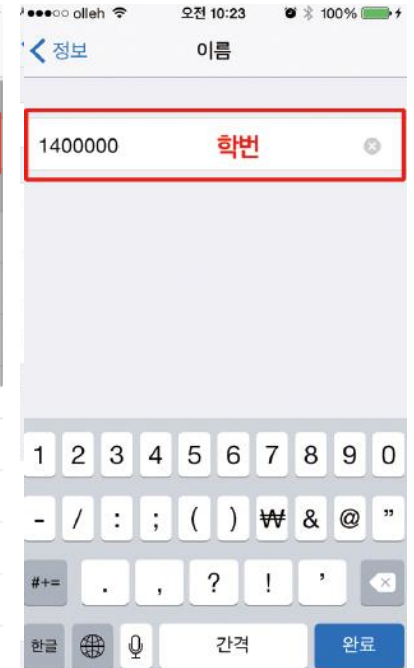 olleh 오전 10:23 100%
정보 이름
1400000 학번
1 2 3 4 5 6 7 8 9 0
- / : ; ( ) ₩ & @ "
#+= . , ? ! '
한글 간격 완료